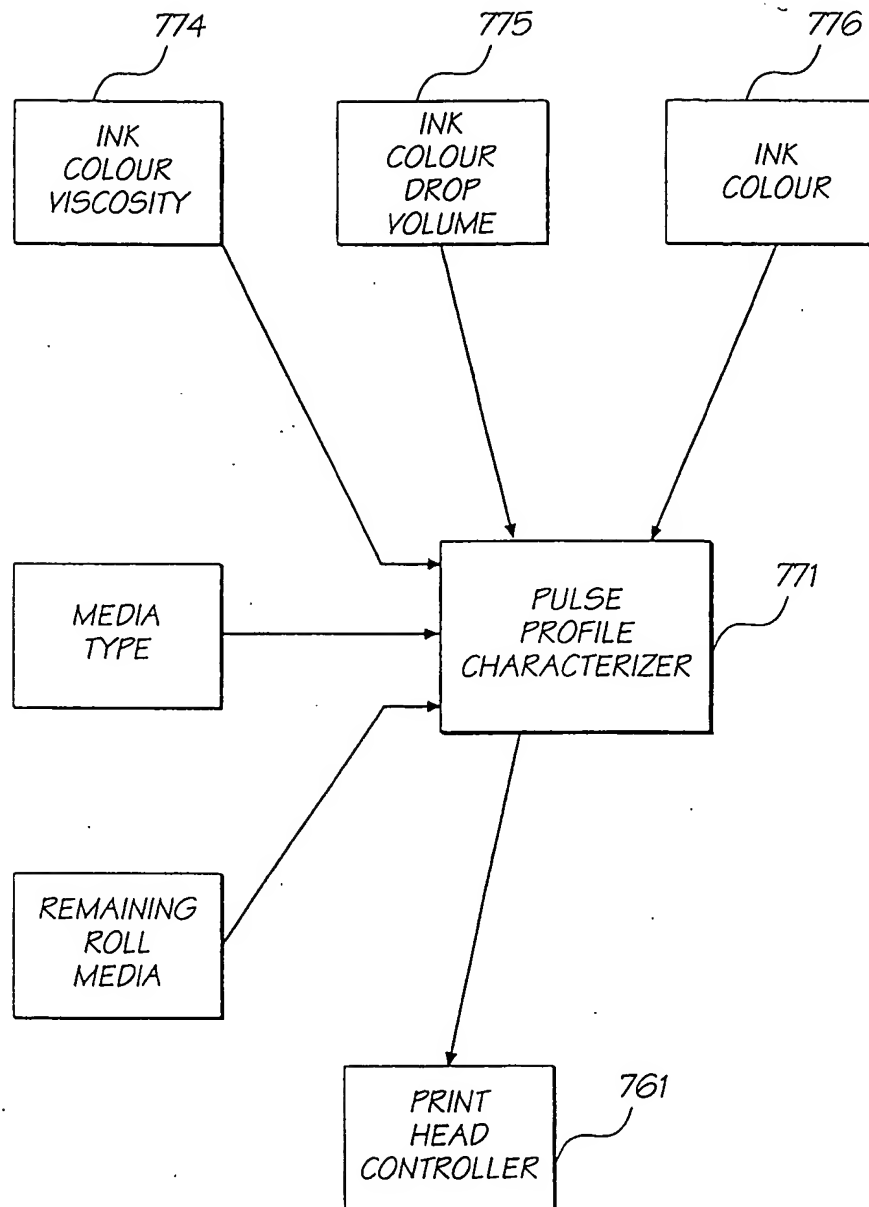 774
775
776
INK
COLOUR
VISCOSITY
INK
COLOUR
DROP
VOLUME
INK
COLOUR
MEDIA
TYPE
PULSE
PROFILE
CHARACTERIZER
771
REMAINING
ROLL
MEDIA
PRINT
HEAD
CONTROLLER
761